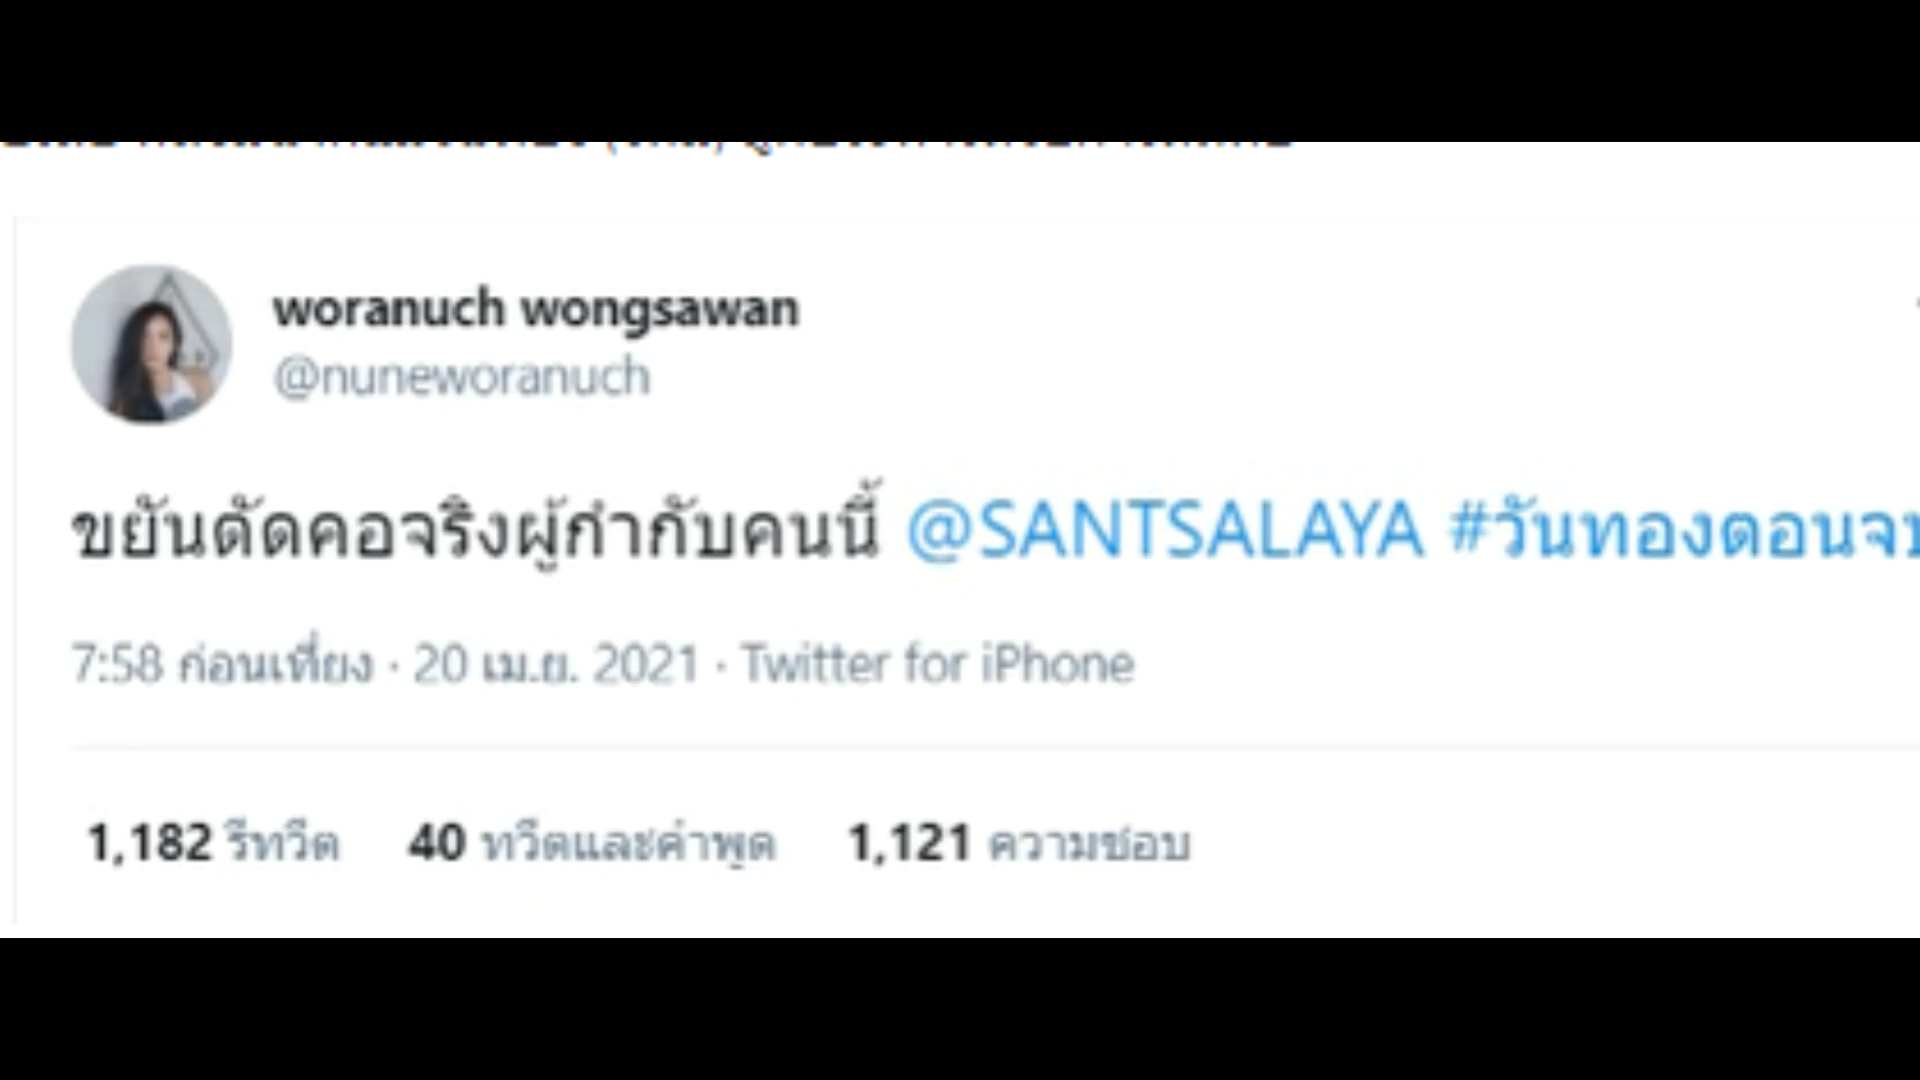 woranuch wongsawan
@nuneworanuch
ขยันตัดคอจริงผู้กำกับคนนี้ @SANTSALAYA #วันทองตอนจบ
7:58 ก่อนเที่ยง · 20 เม.ย. 2021 · Twitter for iPhone
1,182 รีทวีต 40 ทวีตและคำพูด 1,121 ความชอบ